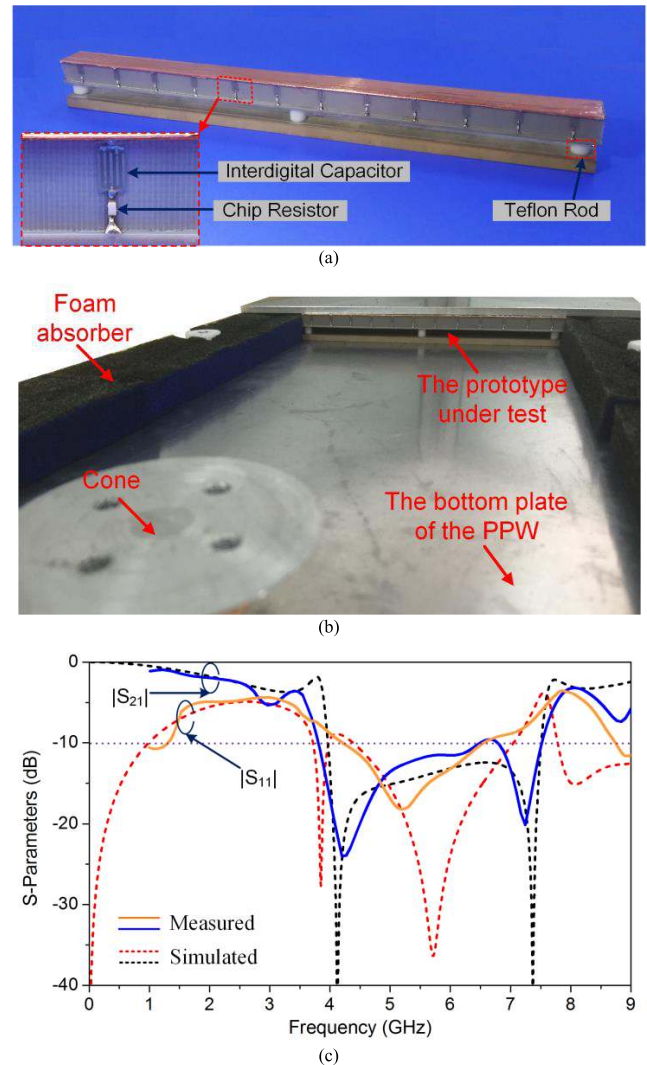 Interdigital Capacitor
Chip Resistor
Teflon Rod
(a)
Foam
absorber
The prototype
under test
Cone
The bottom plate
of the PPW
(b)
0
-10
-20
-30
-40
S-Parameters (dB)
|S21|
|S11|
Measured
Simulated
0 1 2 3 4 5 6 7 8 9
Frequency (GHz)
(c)